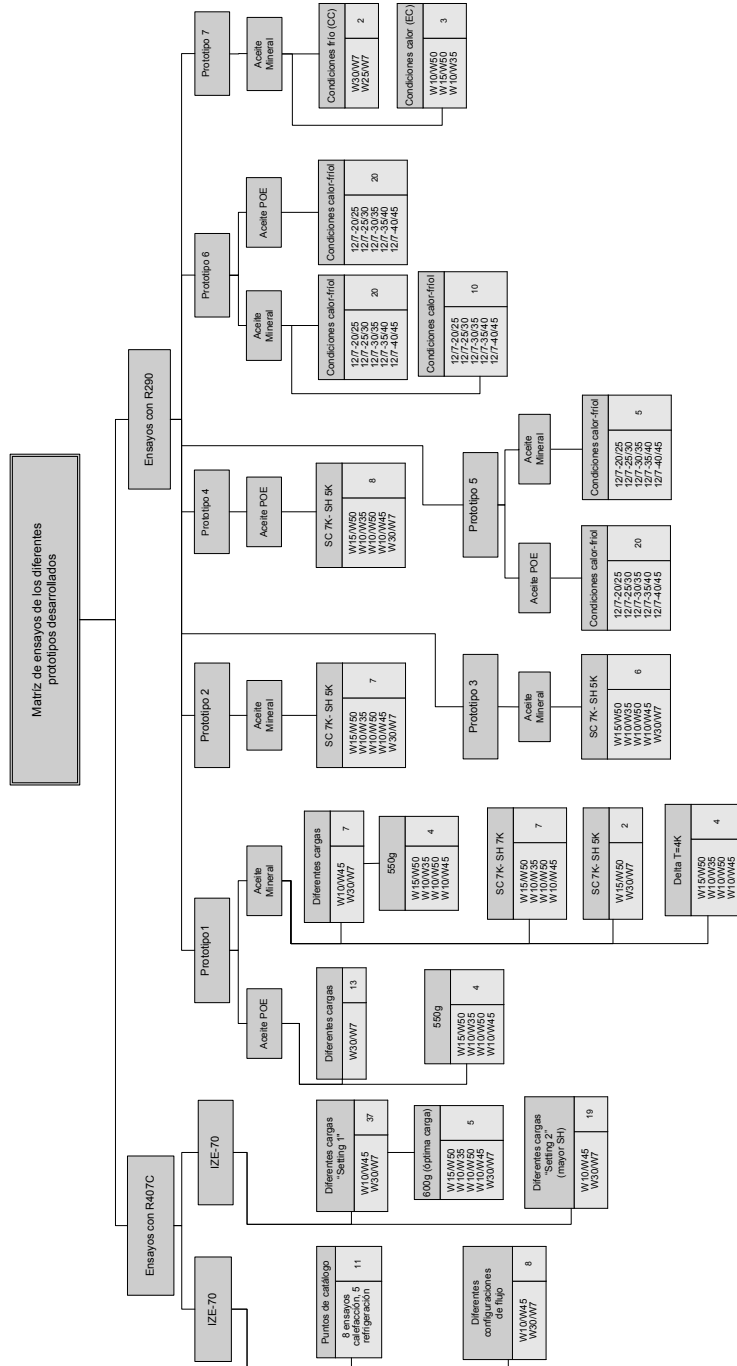 Matriz de ensayos de los diferentes
prototipos desarrollados
Ensayos con R407C
IZE-70
Puntos de catálogo
8 ensayos
calefacción, 5
refrigeración
11
Diferentes
configuraciones
de flujo
W10/W45
W30/W7
8
IZE-70
Diferentes cargas
"Setting 1"
W10/W45
W30/W7
37
600g (óptima carga)
W15/W50
W10/W35
W10/W50
W10/W45
W30/W7
5
Diferentes cargas
"Setting 2"
(mayor SH)
W10/W45
W30/W7
19
Ensayos con R290
Prototipo1
Aceite POE
Diferentes cargas
W30/W7
13
550g
W15/W50
W10/W35
W10/W50
W10/W45
4
Aceite
Mineral
Diferentes cargas
W10/W45
W30/W7
7
550g
W15/W50
W10/W35
W10/W50
W10/W45
4
SC 7K- SH 7K
W15/W50
W10/W35
W10/W50
W10/W45
7
SC 7K- SH 5K
W15/W50
W30/W7
2
Delta T=4K
W15/W50
W10/W35
W10/W50
W10/W45
4
Prototipo 2
Aceite
Mineral
SC 7K- SH 5K
W15/W50
W10/W35
W10/W50
W10/W45
W30/W7
7
Prototipo 3
Aceite
Mineral
SC 7K- SH 5K
W15/W50
W10/W35
W10/W50
W10/W45
W30/W7
6
Prototipo 4
Aceite POE
SC 7K- SH 5K
W15/W50
W10/W35
W10/W50
W10/W45
W30/W7
8
Prototipo 5
Aceite POE
Condiciones calor-friol
12/7-20/25
12/7-25/30
12/7-30/35
12/7-35/40
12/7-40/45
20
Aceite
Mineral
Condiciones calor-friol
12/7-20/25
12/7-25/30
12/7-30/35
12/7-35/40
12/7-40/45
5
Prototipo 6
Aceite
Mineral
Condiciones calor-friol
12/7-20/25
12/7-25/30
12/7-30/35
12/7-35/40
12/7-40/45
20
Condiciones calor-friol
12/7-20/25
12/7-25/30
12/7-30/35
12/7-35/40
12/7-40/45
10
Aceite POE
Condiciones calor-friol
12/7-20/25
12/7-25/30
12/7-30/35
12/7-35/40
12/7-40/45
20
Prototipo 7
Aceite
Mineral
Condiciones frío (CC)
W30/W7
W25/W7
2
Condiciones calor (EC)
W10/W50
W15/W50
W10/W35
3